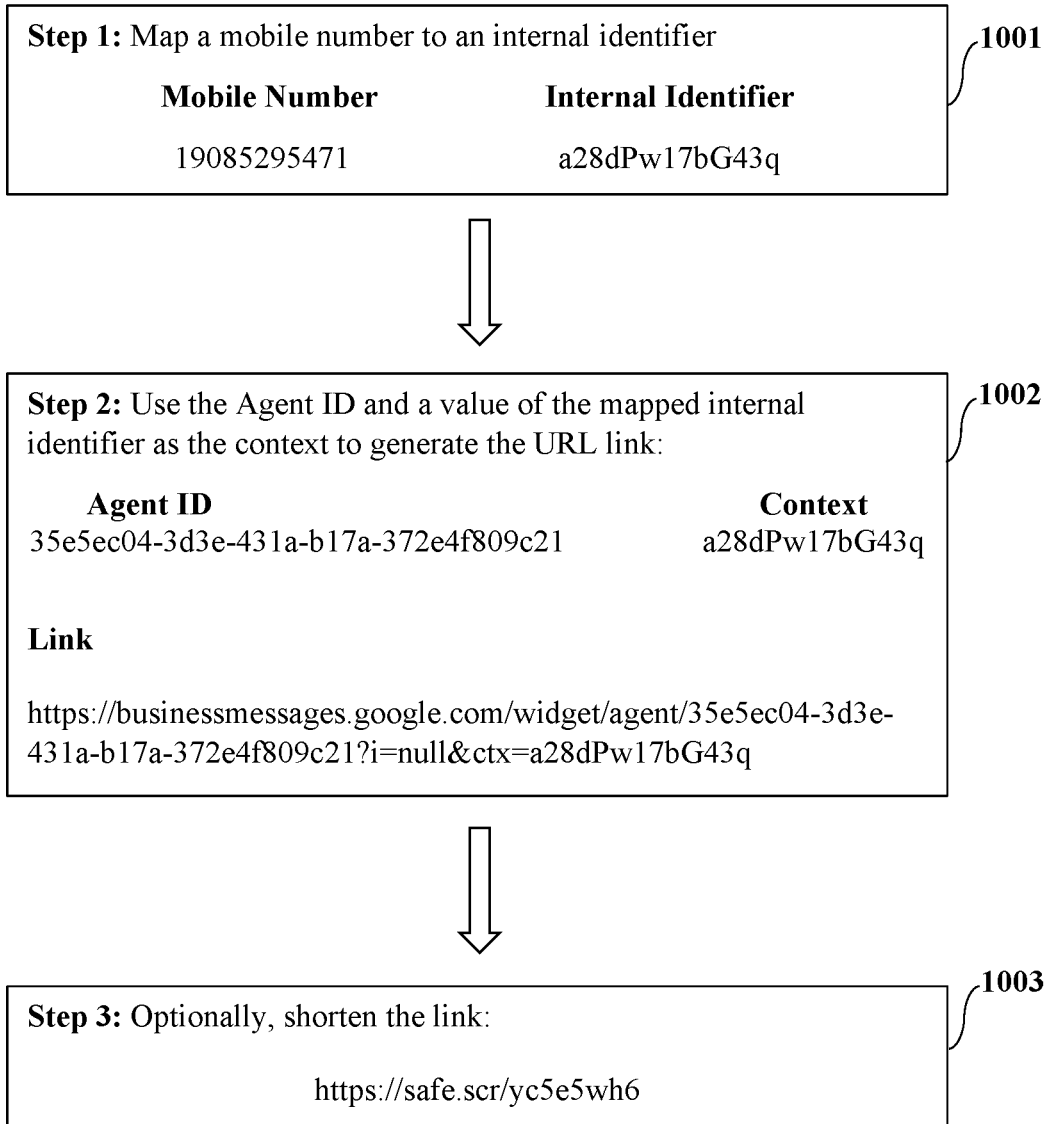 Step 1: Map a mobile number to an internal identifier
1001
Mobile Number Internal Identifier
19085295471 a28dPw17bG43q
Step 2: Use the Agent ID and a value of the mapped internal
1002
identifier as the context to generate the URL link:
Agent ID Context
35e5ec04-3d3e-431a-b17a-372e4f809c21 a28dPw17bG43q
Link
https://businessmessages.google.com/widget/agent/35e5ec04-3d3e-
431a-b17a-372e4f809c21?i=null&ctx=a28dPw17bG43q
1003
Step 3: Optionally, shorten the link:
https://safe.scr/yc5e5wh6